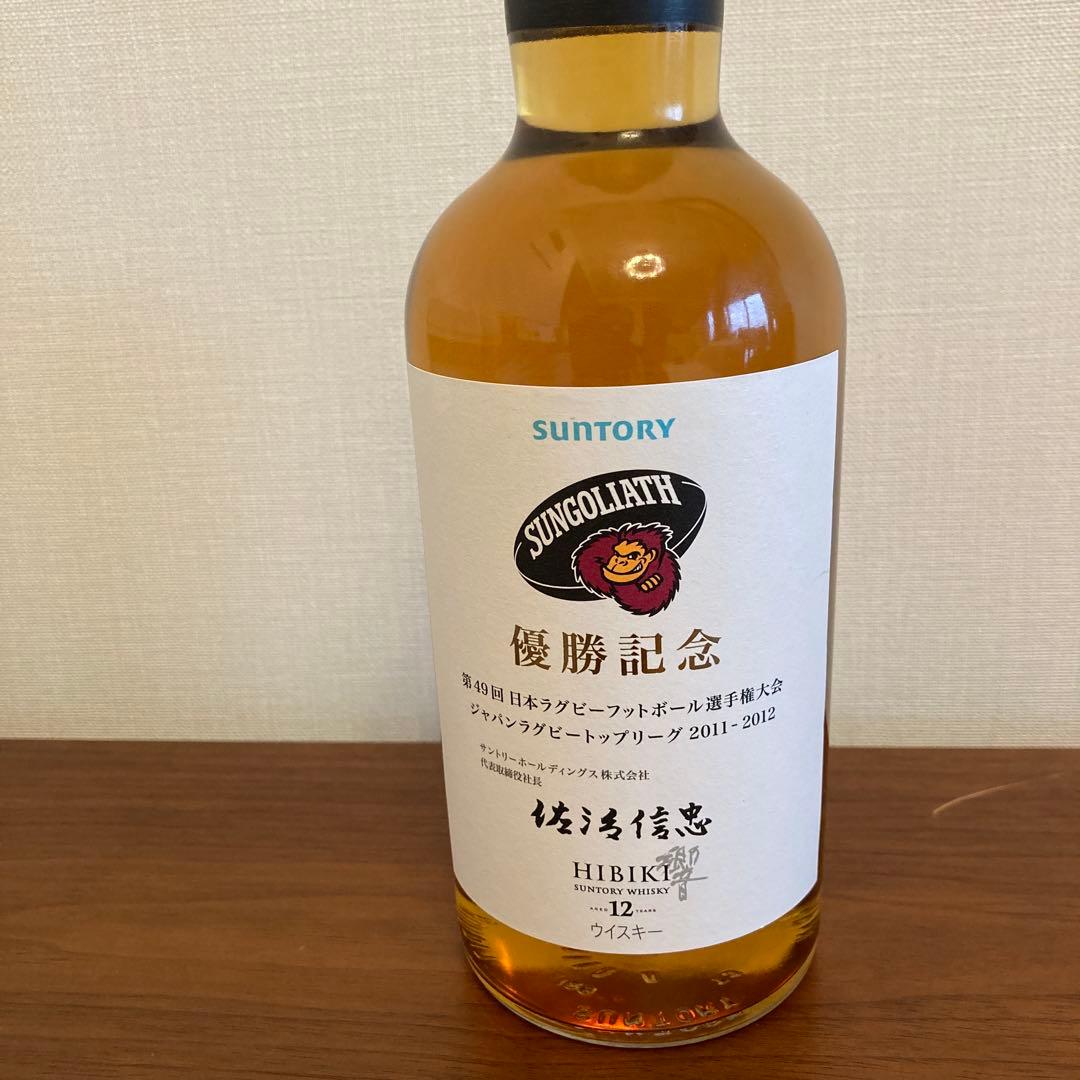 SUNTORY
SUNGOLIATH
優勝記念
第49回 日本ラグビーフットボール選手権大会
ジャパンラグビートップリーグ 2011-2012
サントリーホールディングス株式会社
代表取締役社長
佐治信忠
HIBIKI 響
SUNTORY WHISKY
AGED 12 YEARS
ウイスキー
SUNTORY